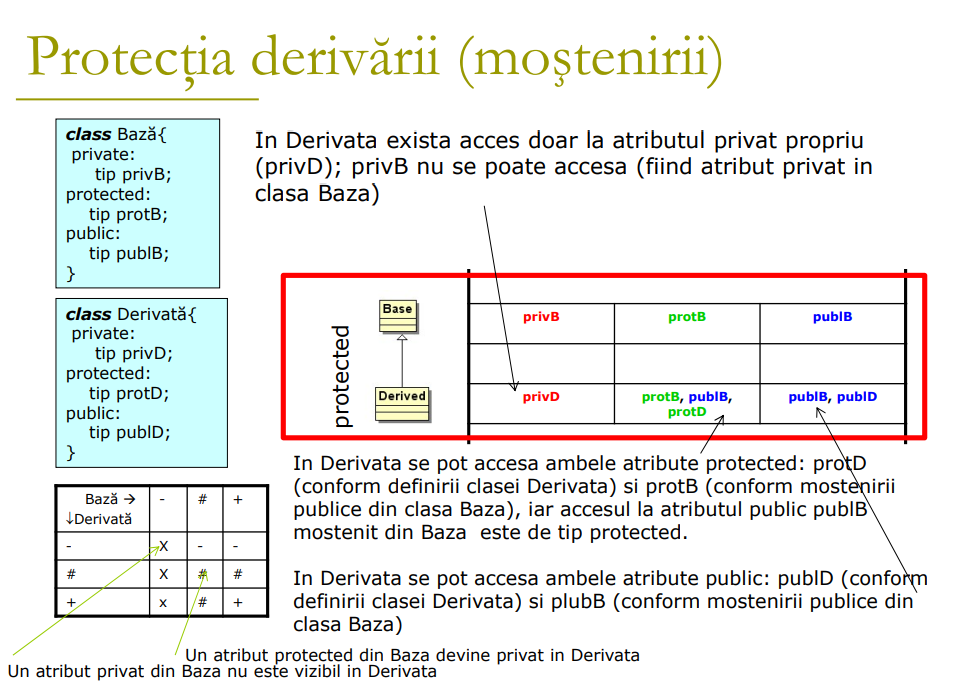 Protecția derivării (moştenirii)
class Bază{
private:
tip privB;
protected:
tip protB;
public:
tip publB;
}
In Derivata exista acces doar la atributul privat propriu
(privD); privB nu se poate accesa (fiind atribut privat in
clasa Baza)
class Derivată{
private:
tip privD;
protected:
tip protD;
public:
tip publD;
}
protected
Base
Derived
privB protB publB
privD protB, publB, publB, publD
protD
In Derivata se pot accesa ambele atribute protected: protD
(conform definirii clasei Derivata) si protB (conform mostenirii
publice din clasa Baza), iar accesul la atributul public publB
mostenit din Baza este de tip protected.
In Derivata se pot accesa ambele atribute public: publD (conform
definirii clasei Derivata) si plubB (conform mostenirii publice din
clasa Baza)
Bază → - # +
↓Derivată
- X - -
# X # #
+ x # +
Un atribut protected din Baza devine privat in Derivata
Un atribut privat din Baza nu este vizibil in Derivata